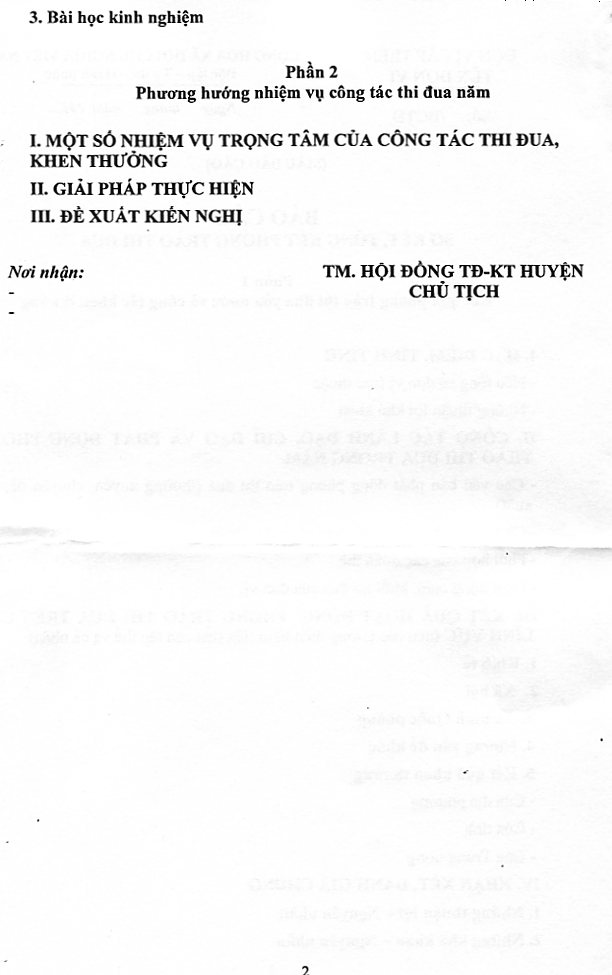 3. Bài học kinh nghiệm
Phần 2
Phương hướng nhiệm vụ công tác thi đua năm
I. MỘT SỐ NHIỆM VỤ TRỌNG TÂM CỦA CÔNG TÁC THI ĐUA,
KHEN THƯỞNG
II. GIẢI PHÁP THỰC HIỆN
III. ĐỀ XUẤT KIẾN NGHỊ
Nơi nhận:
-
-
TM. HỘI ĐỒNG TĐ-KT HUYỆN
CHỦ TỊCH
2